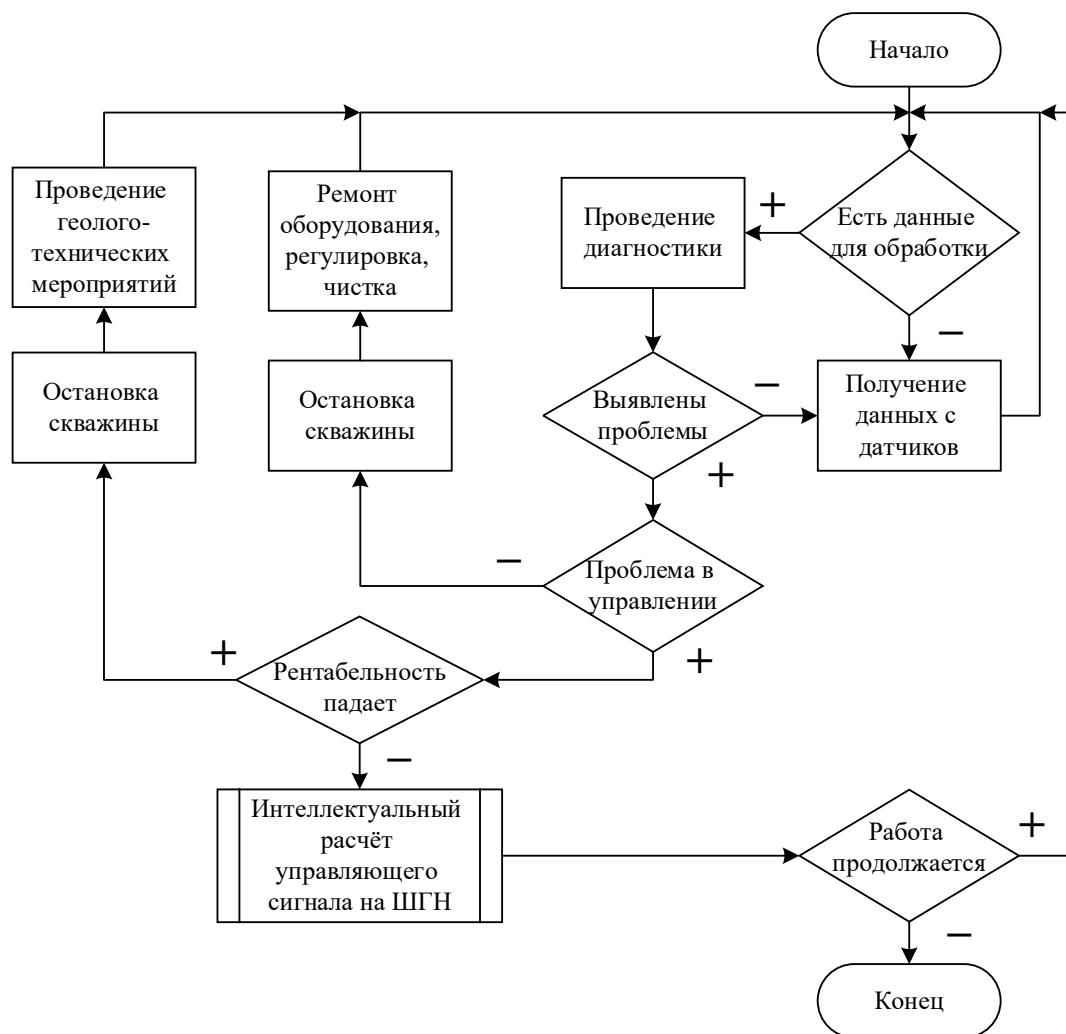 Начало
Проведение
геолого-
технических
мероприятий
Ремонт
оборудования,
регулировка,
чистка
Проведение
диагностики
+
Есть данные
для обработки
−
Остановка
скважины
Остановка
скважины
Выявлены
проблемы
−
+
Получение
данных с
датчиков
−
Проблема в
управлении
+
+
Рентабельность
падает
−
Интеллектуальный
расчёт
управляющего
сигнала на ШГН
Работа
продолжается
+
−
Конец